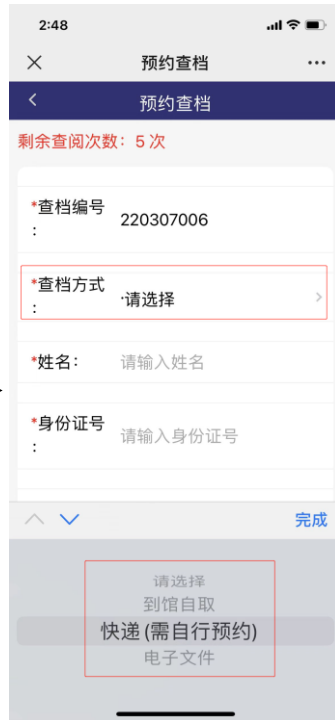 2:48
预约查档
预约查档
剩余查阅次数：5 次
*查档编号
：
220307006
*查档方式
：
·请选择
*姓名：
请输入姓名
*身份证号
：
请输入身份证号
完成
请选择
到馆自取
快递(需自行预约)
电子文件